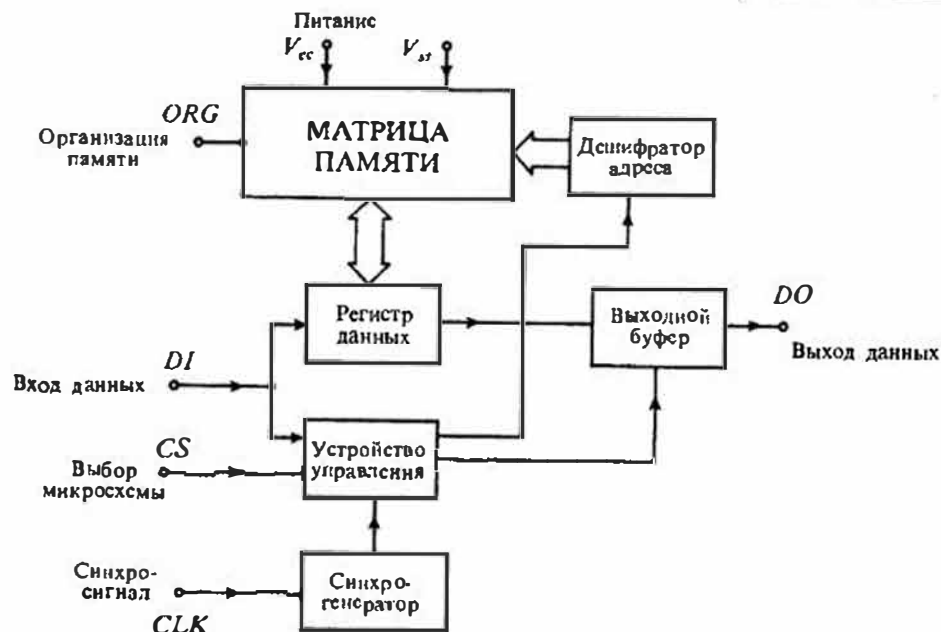 Питание
Vcc
Vst
ORG
Организация
памяти
МАТРИЦА
ПАМЯТИ
Дешифратор
адреса
Регистр
данных
Выходной
буфер
DO
Выход данных
DI
Вход данных
CS
Выбор
микросхемы
Устройство
управления
Синхро-
сигнал
CLK
Синхро-
генератор